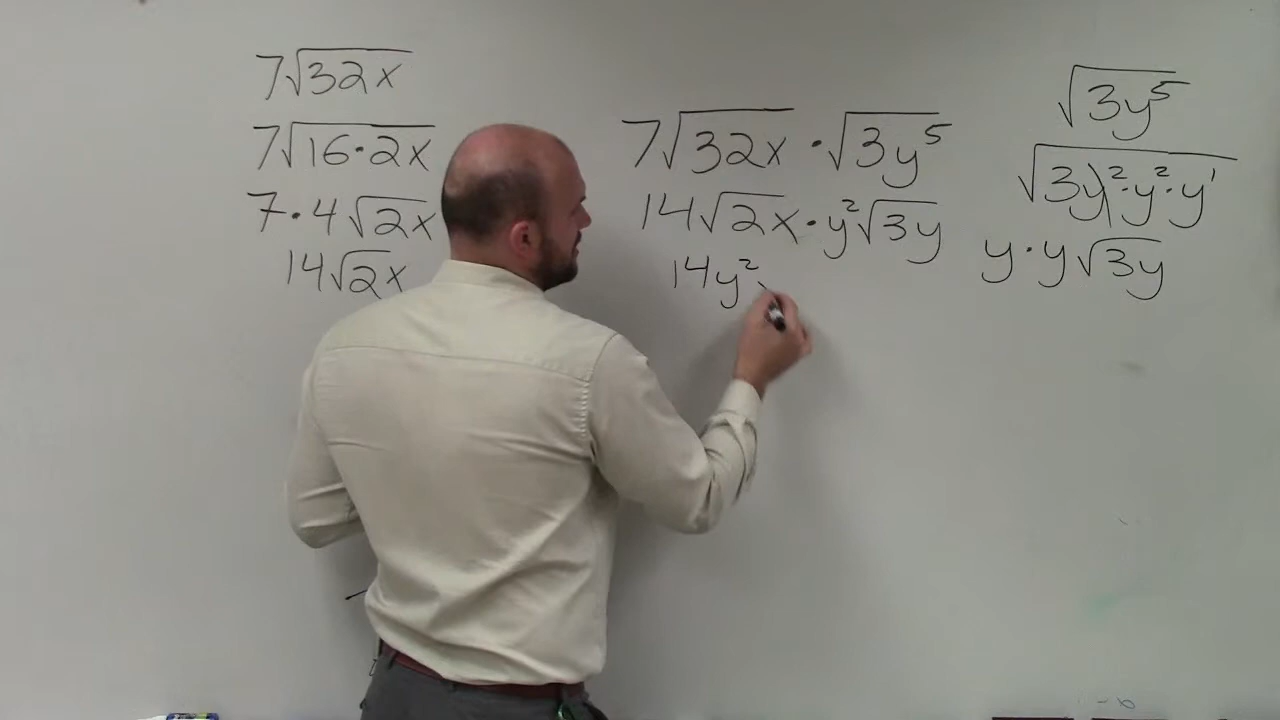 7√32x
7√16·2x
7·4√2x
14√2x
7√32x · √3y⁵
14√2x · y²√3y
14y²
√3y⁵
√3y²·y²·y¹
y·y√3y